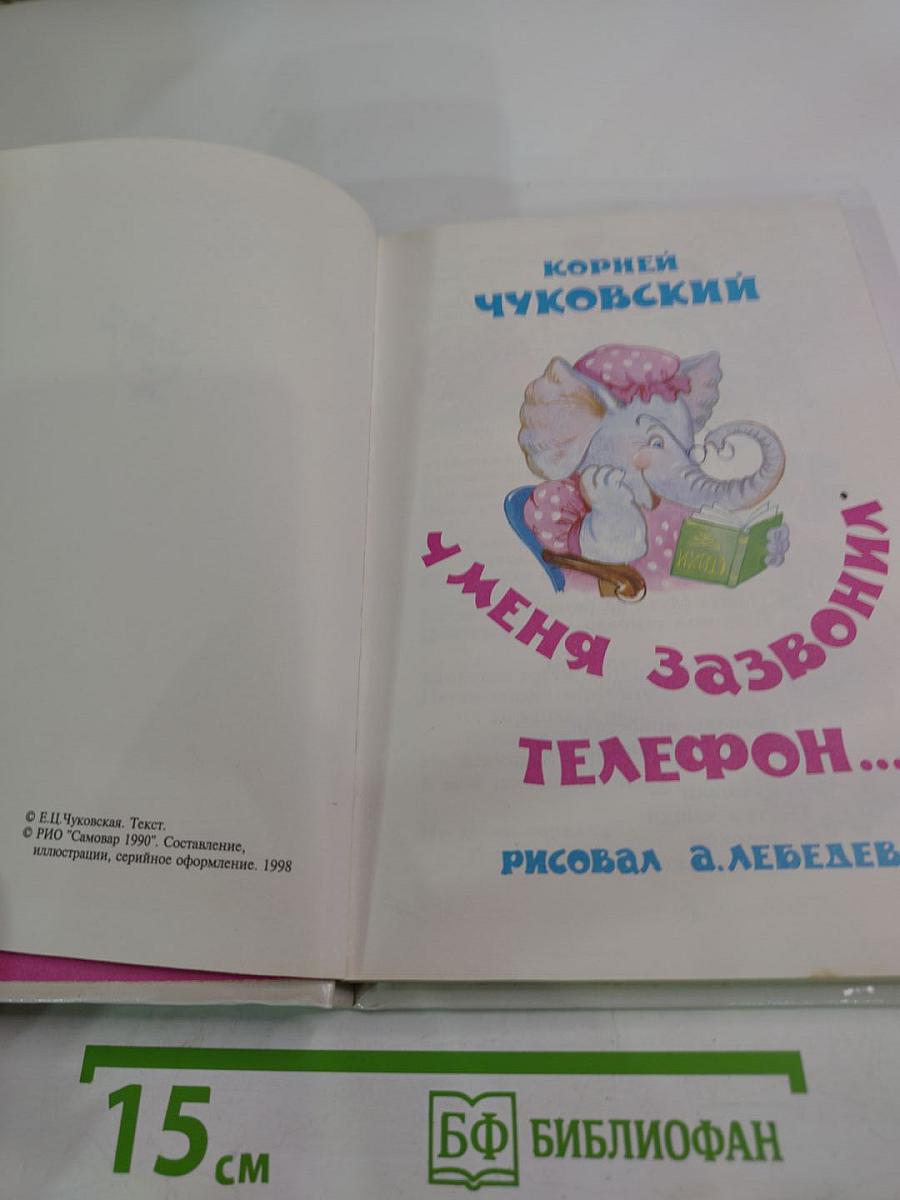 © Е.Ц.Чуковская. Текст.
© РИО "Самовар 1990". Составление,
иллюстрации, серийное оформление. 1998
КОРНЕЙ
ЧУКОВСКИЙ
СТИХИ
У МЕНЯ ЗАЗВОНИЛ
ТЕЛЕФОН...
РИСОВАЛ А.ЛЕБЕДЕВ
15 см
БФ БИБЛИОФАН